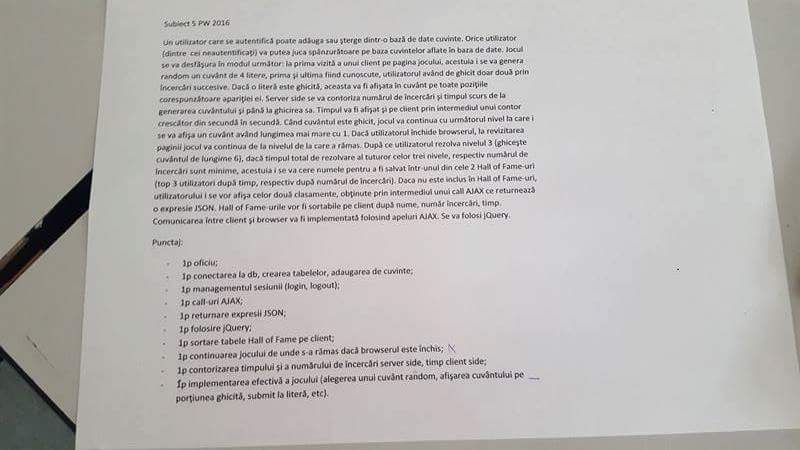 Subiect 5 PW 2016
Un utilizator care se autentifică poate adăuga sau șterge dintr-o bază de date cuvinte. Orice utilizator
(dintre cei neautentificați) va putea juca spânzurătoare pe baza cuvintelor aflate în baza de date. Jocul
se va desfășura în modul următor: la prima vizită a unui client pe pagina jocului, acestuia i se va genera
random un cuvânt de 4 litere, prima și ultima fiind cunoscute, utilizatorul având de ghicit doar două prin
încercări succesive. Dacă o literă este ghicită, aceasta va fi afișata în cuvânt pe toate pozițiile
corespunzătoare apariției ei. Server side se va contoriza numărul de încercări și timpul scurs de la
generarea cuvântului și până la ghicirea sa. Timpul va fi afișat și pe client prin intermediul unui contor
crescător din secundă în secundă. Când cuvântul este ghicit, jocul va continua cu următorul nivel la care i
se va afișa un cuvânt având lungimea mai mare cu 1. Dacă utilizatorul închide browserul, la revizitarea
paginii jocul va continua de la nivelul de la care a rămas. După ce utilizatorul rezolva nivelul 3 (ghicește
cuvântul de lungime 6), dacă timpul total de rezolvare al tuturor celor trei nivele, respectiv numărul de
încercări sunt minime, acestuia i se va cere numele pentru a fi salvat într-unul din cele 2 Hall of Fame-uri
(top 3 utilizatori după timp, respectiv după numărul de încercări). Daca nu este inclus în Hall of Fame-uri,
utilizatorului i se vor afișa celor două clasamente, obținute prin intermediul unui call AJAX ce returnează
o expresie JSON. Hall of Fame-urile vor fi sortabile pe client după nume, număr încercări, timp.
Comunicarea între client și browser va fi implementată folosind apeluri AJAX. Se va folosi jQuery.
Punctaj:
- 1p oficiu;
- 1p conectarea la db, crearea tabelelor, adaugarea de cuvinte;
- 1p managementul sesiunii (login, logout);
- 1p call-uri AJAX;
- 1p returnare expresii JSON;
- 1p folosire jQuery;
- 1p sortare tabele Hall of Fame pe client;
- 1p continuarea jocului de unde s-a rămas dacă browserul este închis;
- 1p contorizarea timpului și a numărului de încercări server side, timp client side;
- 1p implementarea efectivă a jocului (alegerea unui cuvânt random, afișarea cuvântului pe
porțiunea ghicită, submit la literă, etc).